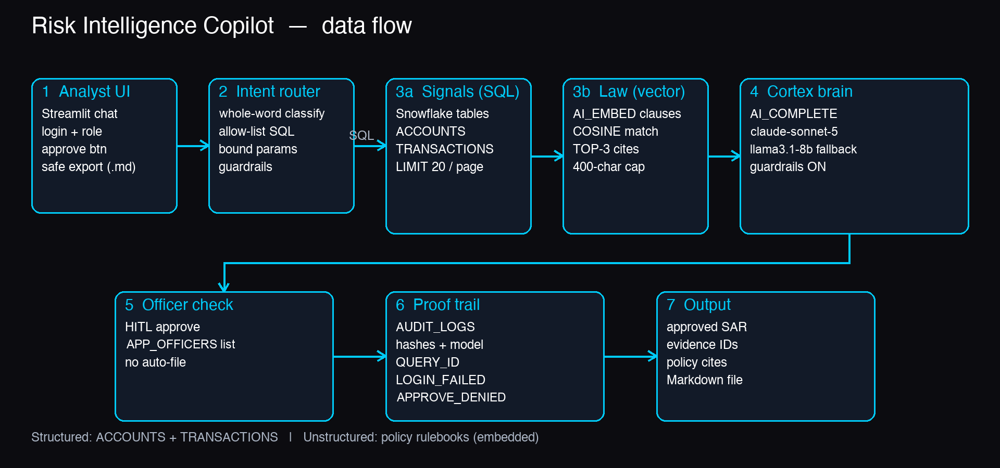 Risk Intelligence Copilot — data flow
1 Analyst UI
Streamlit chat
login + role
approve btn
safe export (.md)
2 Intent router
whole-word classify
allow-list SQL
bound params
guardrails
SQL
3a Signals (SQL)
Snowflake tables
ACCOUNTS
TRANSACTIONS
LIMIT 20 / page
3b Law (vector)
AI_EMBED clauses
COSINE match
TOP-3 cites
400-char cap
4 Cortex brain
AI_COMPLETE
claude-sonnet-5
llama3.1-8b fallback
guardrails ON
5 Officer check
HITL approve
APP_OFFICERS list
no auto-file
6 Proof trail
AUDIT_LOGS
hashes + model
QUERY_ID
LOGIN_FAILED
APPROVE_DENIED
7 Output
approved SAR
evidence IDs
policy cites
Markdown file
Structured: ACCOUNTS + TRANSACTIONS | Unstructured: policy rulebooks (embedded)